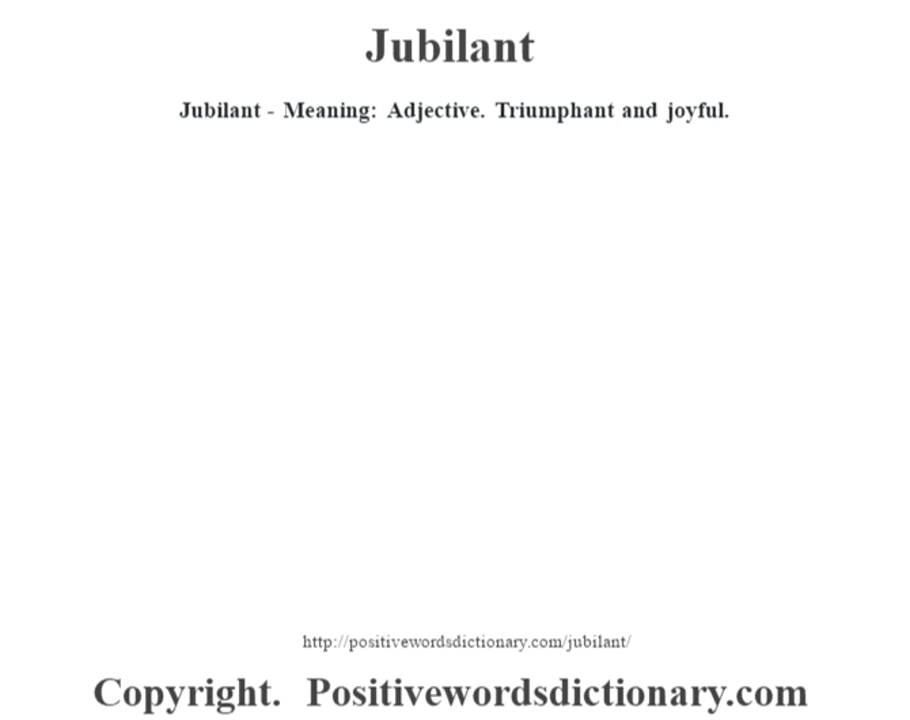 Jubilant
Jubilant - Meaning: Adjective. Triumphant and joyful.
http://positivewordsdictionary.com/jubilant/
Copyright. Positivewordsdictionary.com